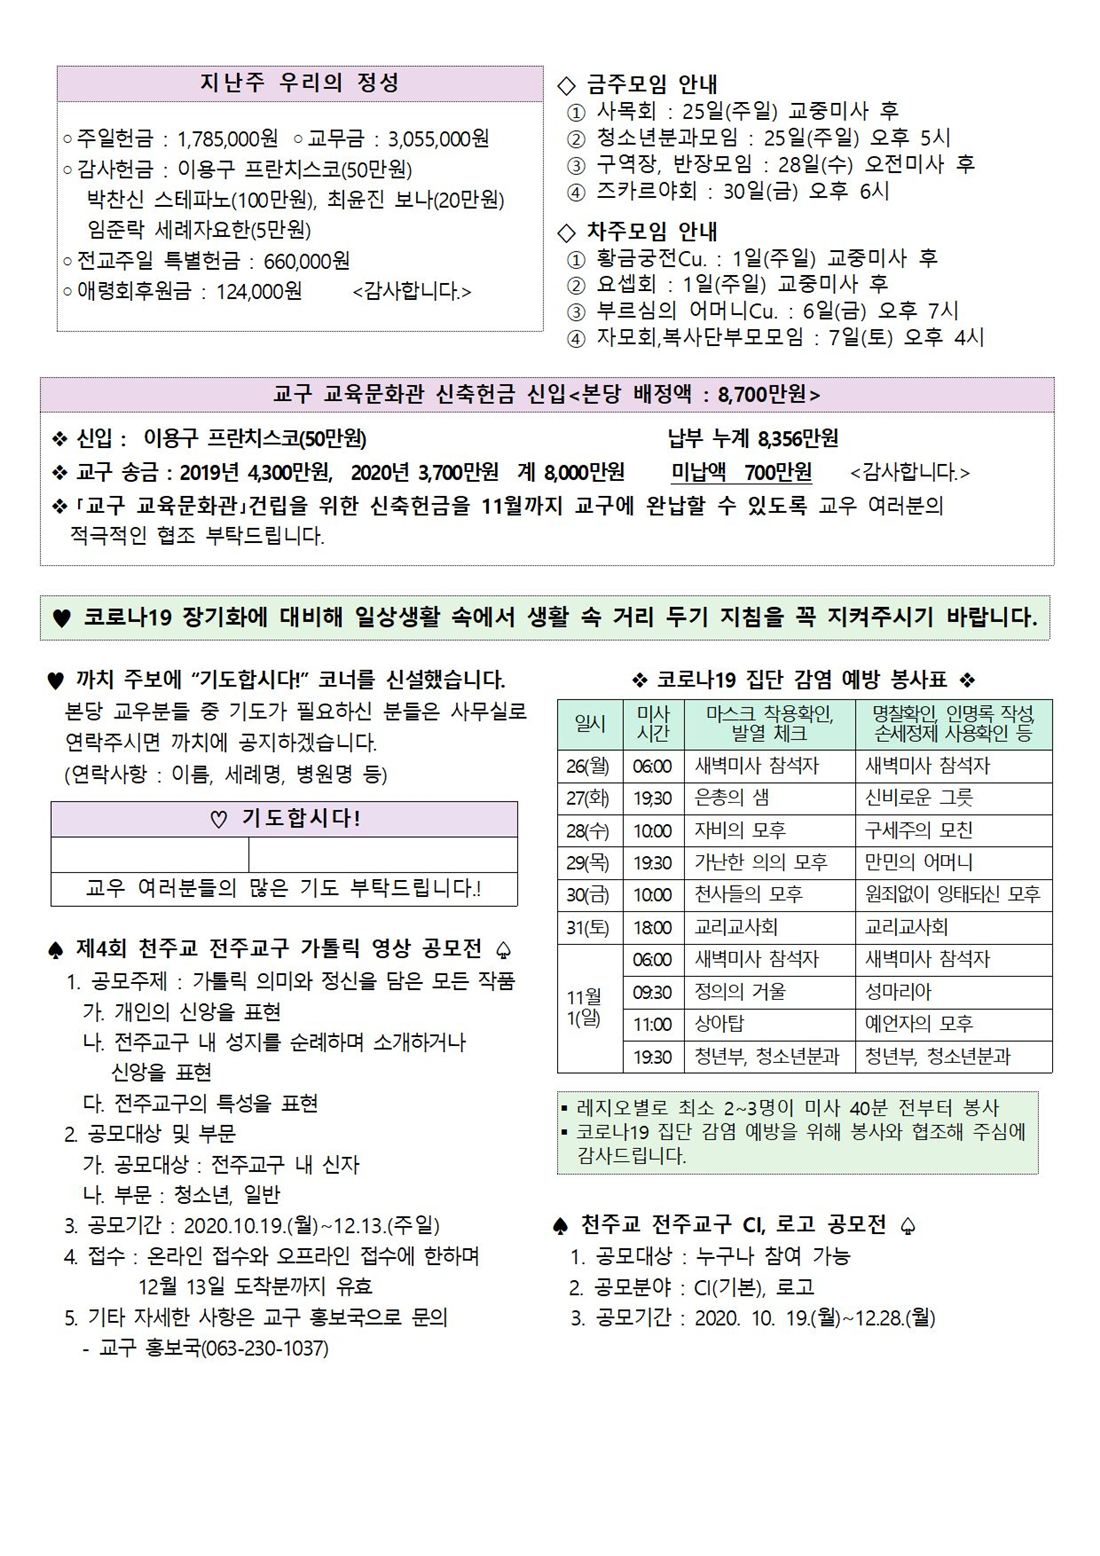 지난주 우리의 정성
○ 주일헌금 : 1,785,000원 ○ 교무금 : 3,055,000원
○ 감사헌금 : 이용구 프란치스코(50만원)
박찬신 스테파노(100만원), 최윤진 보나(20만원)
임준락 세례자요한(5만원)
○ 전교주일 특별헌금 : 660,000원
○ 애령회후원금 : 124,000원 <감사합니다.>
◇ 금주모임 안내
① 사목회 : 25일(주일) 교중미사 후
② 청소년분과모임 : 25일(주일) 오후 5시
③ 구역장, 반장모임 : 28일(수) 오전미사 후
④ 즈카르야회 : 30일(금) 오후 6시
◇ 차주모임 안내
① 황금궁전Cu. : 1일(주일) 교중미사 후
② 요셉회 : 1일(주일) 교중미사 후
③ 부르심의 어머니Cu. : 6일(금) 오후 7시
④ 자모회,복사단부모모임 : 7일(토) 오후 4시
교구 교육문화관 신축헌금 신입<본당 배정액 : 8,700만원>
❖ 신입 : 이용구 프란치스코(50만원) 납부 누계 8,356만원
❖ 교구 송금 : 2019년 4,300만원, 2020년 3,700만원 계 8,000만원 미납액 700만원 <감사합니다.>
❖ 「교구 교육문화관」건립을 위한 신축헌금을 11월까지 교구에 완납할 수 있도록 교우 여러분의
적극적인 협조 부탁드립니다.
♥ 코로나19 장기화에 대비해 일상생활 속에서 생활 속 거리 두기 지침을 꼭 지켜주시기 바랍니다.
♥ 까치 주보에 “기도합시다!” 코너를 신설했습니다.
본당 교우분들 중 기도가 필요하신 분들은 사무실로
연락주시면 까치에 공지하겠습니다.
(연락사항 : 이름, 세례명, 병원명 등)
♡ 기도합시다!
교우 여러분들의 많은 기도 부탁드립니다.!
♠ 제4회 천주교 전주교구 가톨릭 영상 공모전 ♤
1. 공모주제 : 가톨릭 의미와 정신을 담은 모든 작품
가. 개인의 신앙을 표현
나. 전주교구 내 성지를 순례하며 소개하거나
신앙을 표현
다. 전주교구의 특성을 표현
2. 공모대상 및 부문
가. 공모대상 : 전주교구 내 신자
나. 부문 : 청소년, 일반
3. 공모기간 : 2020.10.19.(월)~12.13.(주일)
4. 접수 : 온라인 접수와 오프라인 접수에 한하며
12월 13일 도착분까지 유효
5. 기타 자세한 사항은 교구 홍보국으로 문의
- 교구 홍보국(063-230-1037)
❖ 코로나19 집단 감염 예방 봉사표 ❖
일시 미사 시간 마스크 착용확인, 발열 체크 명찰확인, 인명록 작성, 손세정제 사용확인 등
26(월) 06:00 새벽미사 참석자 새벽미사 참석자
27(화) 19:30 은총의 샘 신비로운 그릇
28(수) 10:00 자비의 모후 구세주의 모친
29(목) 19:30 가난한 의의 모후 만민의 어머니
30(금) 10:00 천사들의 모후 원죄없이 잉태되신 모후
31(토) 18:00 교리교사회 교리교사회
11월 1(일) 06:00 새벽미사 참석자 새벽미사 참석자
09:30 정의의 거울 성마리아
11:00 상아탑 예언자의 모후
19:30 청년부, 청소년분과 청년부, 청소년분과
▪ 레지오별로 최소 2~3명이 미사 40분 전부터 봉사
▪ 코로나19 집단 감염 예방을 위해 봉사와 협조해 주심에
감사드립니다.
♠ 천주교 전주교구 CI, 로고 공모전 ♤
1. 공모대상 : 누구나 참여 가능
2. 공모분야 : CI(기본), 로고
3. 공모기간 : 2020. 10. 19.(월)~12.28.(월)